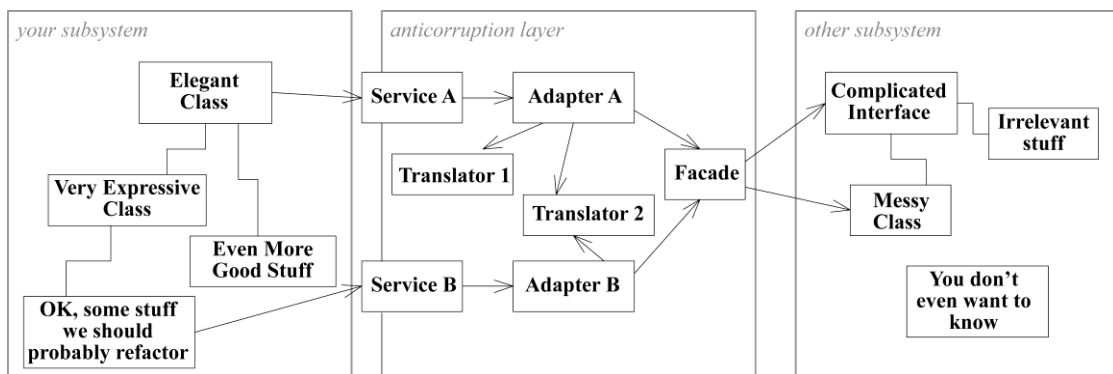 your subsystem
Elegant
Class
Very Expressive
Class
Even More
Good Stuff
OK, some stuff
we should
probably refactor
anticorruption layer
Service A
Adapter A
Translator 1
Translator 2
Facade
Service B
Adapter B
other subsystem
Complicated
Interface
Irrelevant
stuff
Messy
Class
You don't
even want to
know